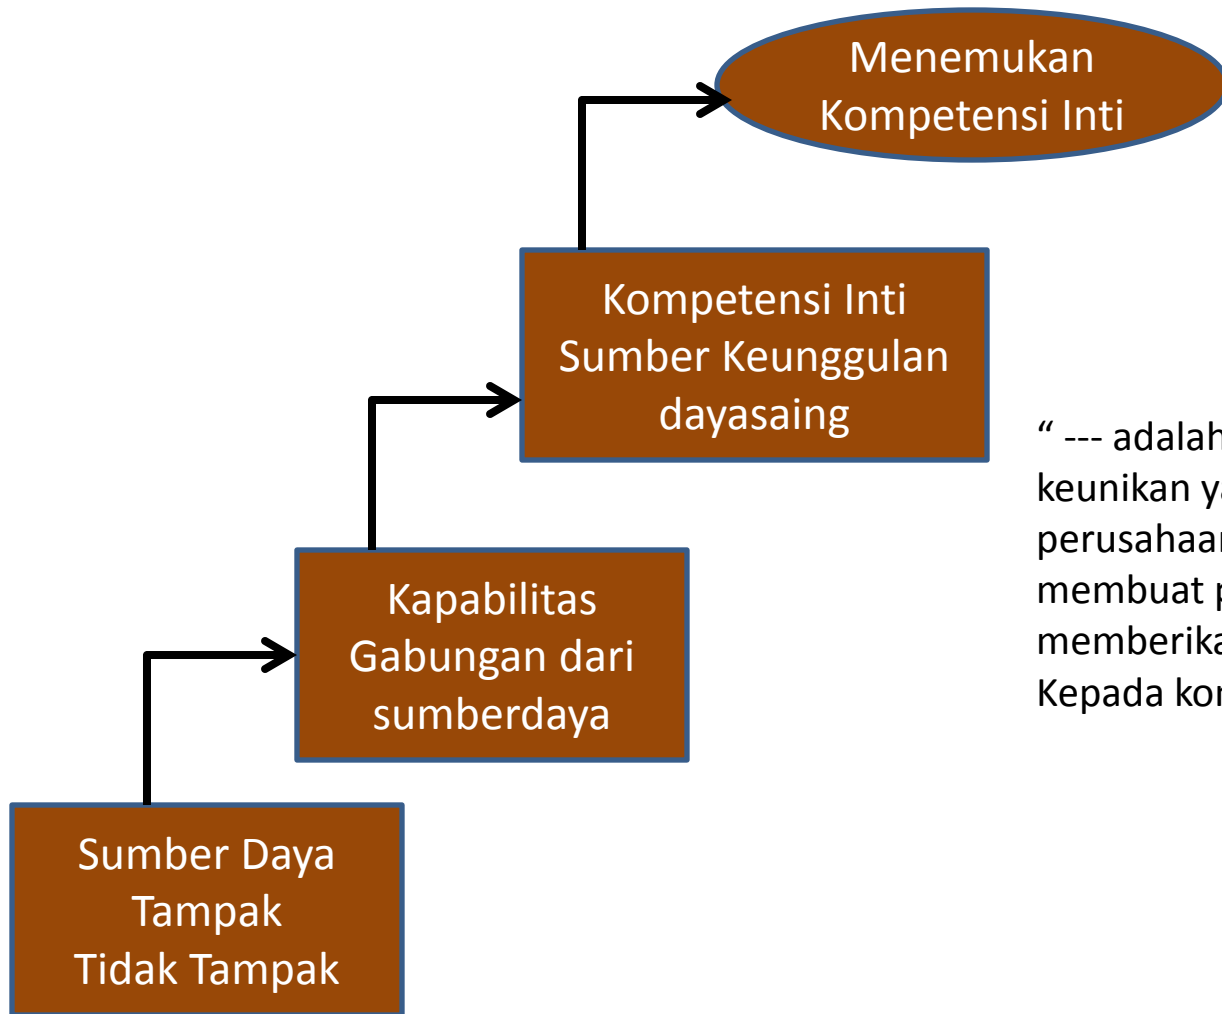 Menemukan
Kompetensi Inti
Kompetensi Inti
Sumber Keunggulan
dayasaing
“ --- adalah
keunikan
perusahaan
membuat
Kepada
Kapabilitas
Gabungan dari
sumberdaya
Sumber Daya
Tampak
Tidak Tampak